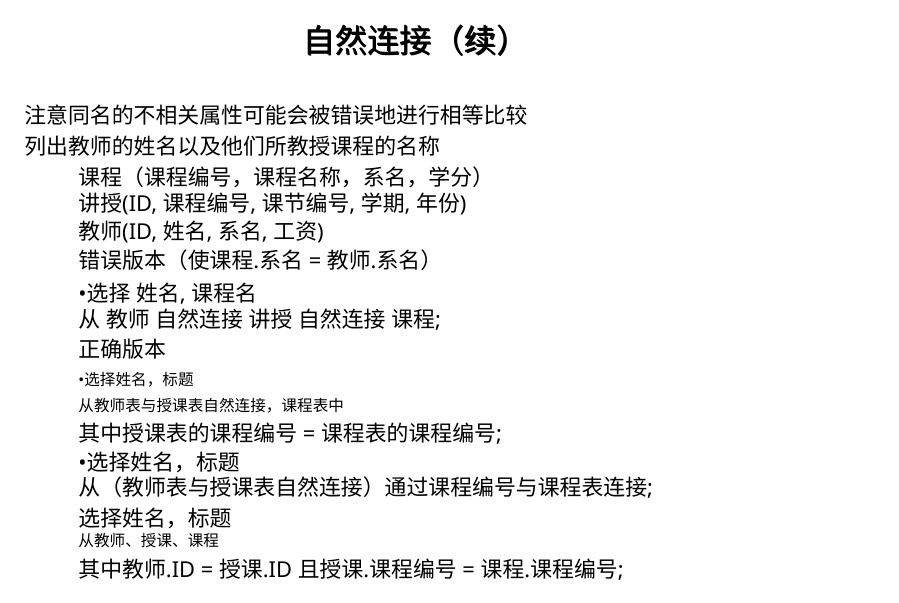 自然连接（续）
注意同名的不相关属性可能会被错误地进行相等比较
列出教师的姓名以及他们所教授课程的名称
课程（课程编号，课程名称，系名，学分）
讲授(ID, 课程编号, 课节编号, 学期, 年份)
教师(ID, 姓名, 系名, 工资)
错误版本（使课程.系名 = 教师.系名）
•选择 姓名, 课程名
从 教师 自然连接 讲授 自然连接 课程;
正确版本
•选择姓名，标题
从教师表与授课表自然连接，课程表中
其中授课表的课程编号 = 课程表的课程编号;
•选择姓名，标题
从（教师表与授课表自然连接）通过课程编号与课程表连接;
选择姓名，标题
从教师、授课、课程
其中教师.ID = 授课.ID 且授课.课程编号 = 课程.课程编号;